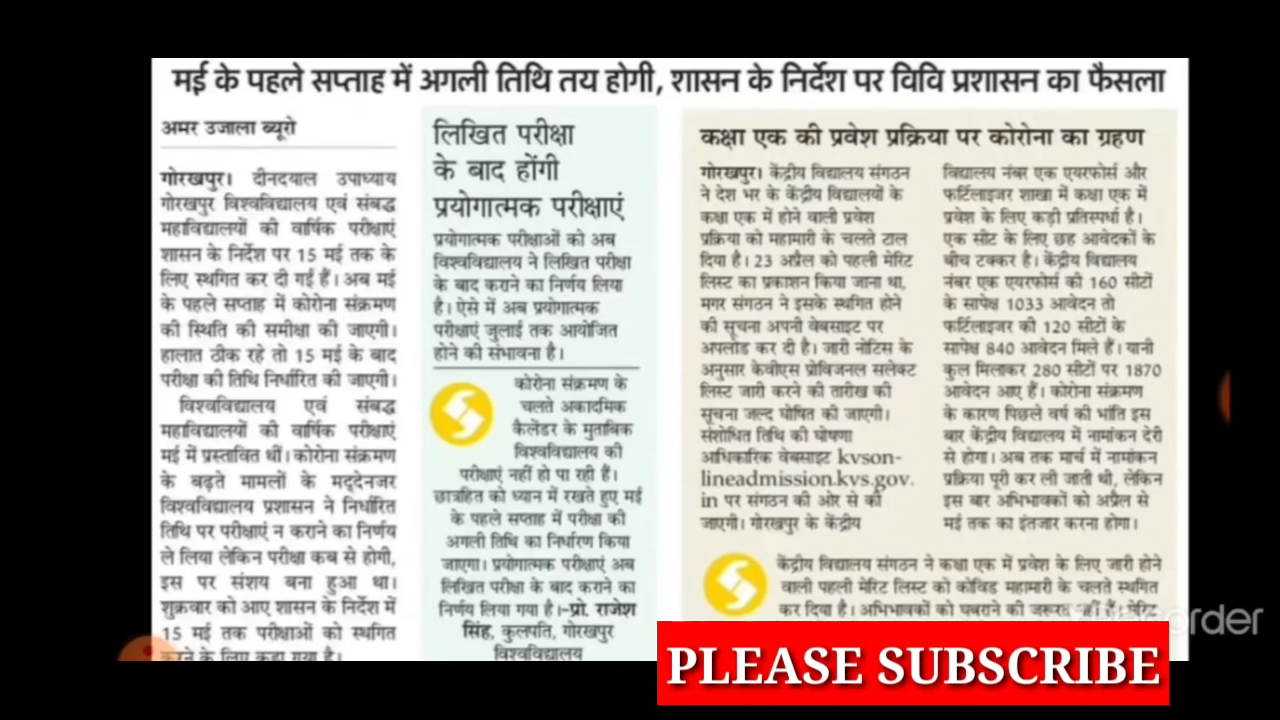 मई के पहले सप्ताह में अगली तिथि तय होगी, शासन के निर्देश पर विवि प्रशासन का फैसला
अमर उजाला ब्यूरो
गोरखपुर। दीनदयाल उपाध्याय
गोरखपुर विश्वविद्यालय एवं संबद्ध
महाविद्यालयों की वार्षिक परीक्षाएं
शासन के निर्देश पर 15 मई तक के
लिए स्थगित कर दी गईं हैं। अब मई
के पहले सप्ताह में कोरोना संक्रमण
की स्थिति की समीक्षा की जाएगी।
हालात ठीक रहे तो 15 मई के बाद
परीक्षा की तिथि निर्धारित की जाएगी।
विश्वविद्यालय एवं संबद्ध
महाविद्यालयों की वार्षिक परीक्षाएं
मई में प्रस्तावित थीं। कोरोना संक्रमण
के बढ़ते मामलों के मद्देनजर
विश्वविद्यालय प्रशासन ने निर्धारित
तिथि पर परीक्षाएं न कराने का निर्णय
ले लिया लेकिन परीक्षा कब से होगी,
इस पर संशय बना हुआ था।
शुक्रवार को आए शासन के निर्देश में
15 मई तक परीक्षाओं को स्थगित
करने के लिए कहा गया है।
लिखित परीक्षा
के बाद होंगी
प्रयोगात्मक परीक्षाएं
प्रयोगात्मक परीक्षाओं को अब
विश्वविद्यालय ने लिखित परीक्षा
के बाद कराने का निर्णय लिया
है। ऐसे में अब प्रयोगात्मक
परीक्षाएं जुलाई तक आयोजित
होने की संभावना है।
कोरोना संक्रमण के
चलते अकादमिक
कैलेंडर के मुताबिक
विश्वविद्यालय की
परीक्षाएं नहीं हो पा रही हैं।
छात्रहित को ध्यान में रखते हुए मई
के पहले सप्ताह में परीक्षा की
अगली तिथि का निर्धारण किया
जाएगा। प्रयोगात्मक परीक्षाएं अब
लिखित परीक्षा के बाद कराने का
निर्णय लिया गया है।-प्रो. राजेश
सिंह, कुलपति, गोरखपुर
विश्वविद्यालय
कक्षा एक की प्रवेश प्रक्रिया पर कोरोना का ग्रहण
गोरखपुर। केंद्रीय विद्यालय संगठन
ने देश भर के केंद्रीय विद्यालयों के
कक्षा एक में होने वाली प्रवेश
प्रक्रिया को महामारी के चलते टाल
दिया है। 23 अप्रैल को पहली मेरिट
लिस्ट का प्रकाशन किया जाना था,
मगर संगठन ने इसके स्थगित होने
की सूचना अपनी वेबसाइट पर
अपलोड कर दी है। जारी नोटिस के
अनुसार केवीएस प्रोविजनल सलेक्ट
लिस्ट जारी करने की तारीख की
सूचना जल्द घोषित की जाएगी।
संशोधित तिथि की घोषणा
आधिकारिक वेबसाइट kvson-
lineadmission.kvs.gov.
in पर संगठन की ओर से की
जाएगी। गोरखपुर के केंद्रीय
विद्यालय नंबर एक एयरफोर्स और
फर्टिलाइजर शाखा में कक्षा एक में
प्रवेश के लिए कड़ी प्रतिस्पर्धा है।
एक सीट के लिए छह आवेदकों के
बीच टक्कर है। केंद्रीय विद्यालय
नंबर एक एयरफोर्स की 160 सीटों
के सापेक्ष 1033 आवेदन तो
फर्टिलाइजर की 120 सीटों के
सापेक्ष 840 आवेदन मिले हैं। यानी
कुल मिलाकर 280 सीटों पर 1870
आवेदन आए हैं। कोरोना संक्रमण
के कारण पिछले वर्ष की भांति इस
बार केंद्रीय विद्यालय में नामांकन देरी
से होगा। अब तक मार्च में नामांकन
प्रक्रिया पूरी कर ली जाती थी, लेकिन
इस बार अभिभावकों को अप्रैल से
मई तक का इंतजार करना होगा।
केंद्रीय विद्यालय संगठन ने कक्षा एक में प्रवेश के लिए जारी होने
वाली पहली मेरिट लिस्ट को कोविड महामारी के चलते स्थगित
कर दिया है। अभिभावकों को घबराने की जरूरत नहीं है। मेरिट
PLEASE SUBSCRIBE